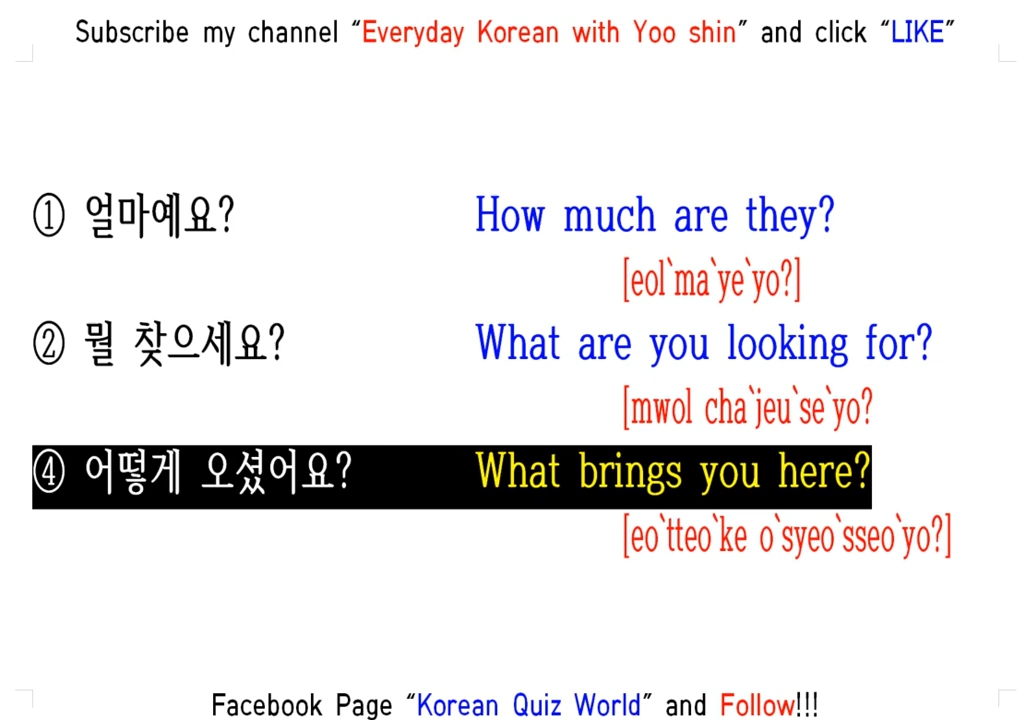 Subscribe my channel “Everyday Korean with Yoo shin” and click “LIKE”
① 얼마예요? How much are they?
[eol`ma`ye`yo?]
② 뭘 찾으세요? What are you looking for?
[mwol cha`jeu`se`yo?
④ 어떻게 오셨어요? What brings you here?
[eo`tteo`ke o`syeo`sseo`yo?]
Facebook Page “Korean Quiz World” and Follow!!!